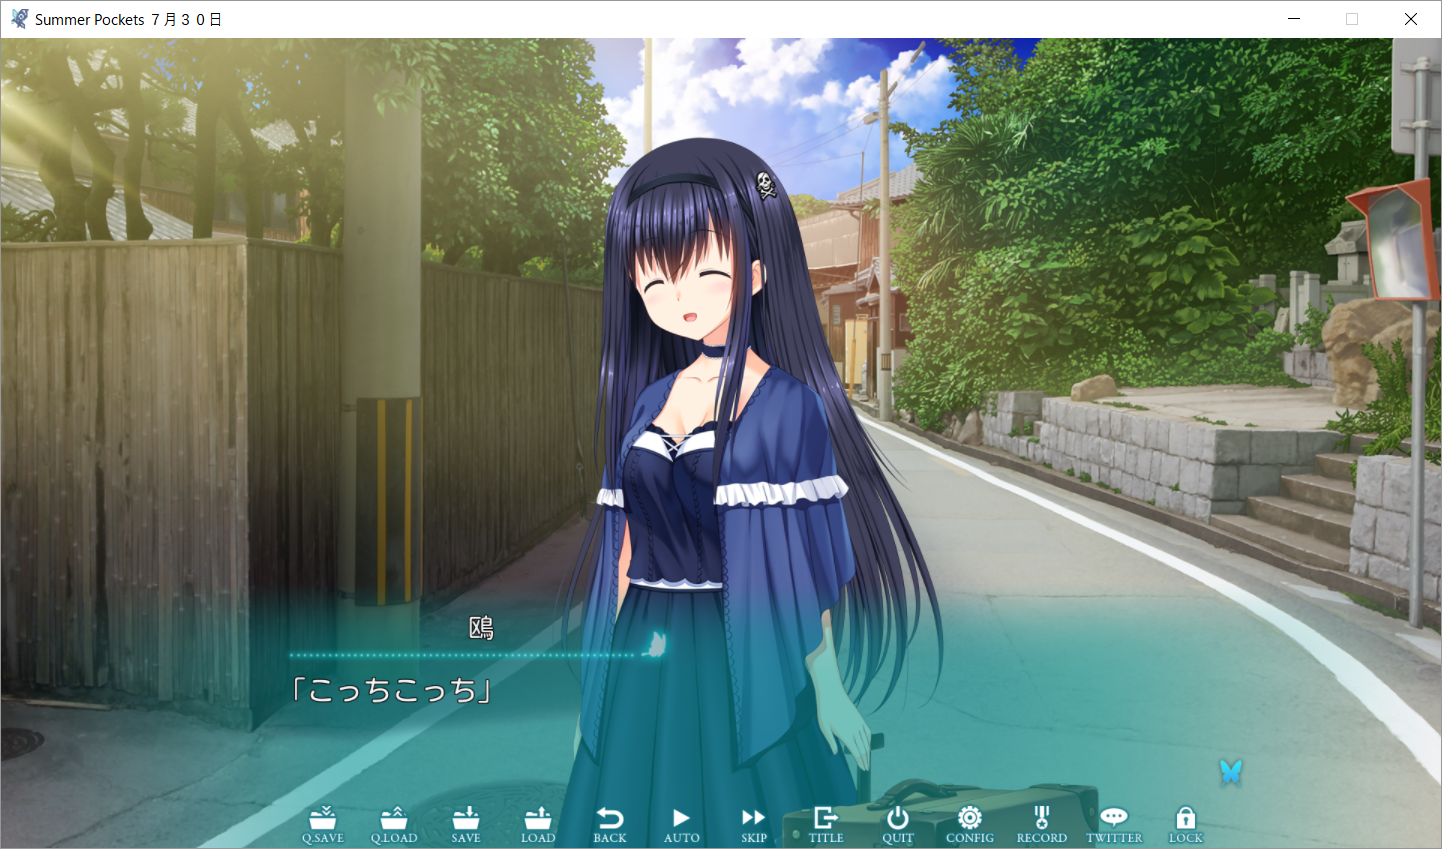 Summer Pockets ７月３０日
鴎
「こっちこっち」
Q.SAVE Q.LOAD SAVE LOAD BACK AUTO SKIP TITLE QUIT CONFIG RECORD TWITTER LOCK